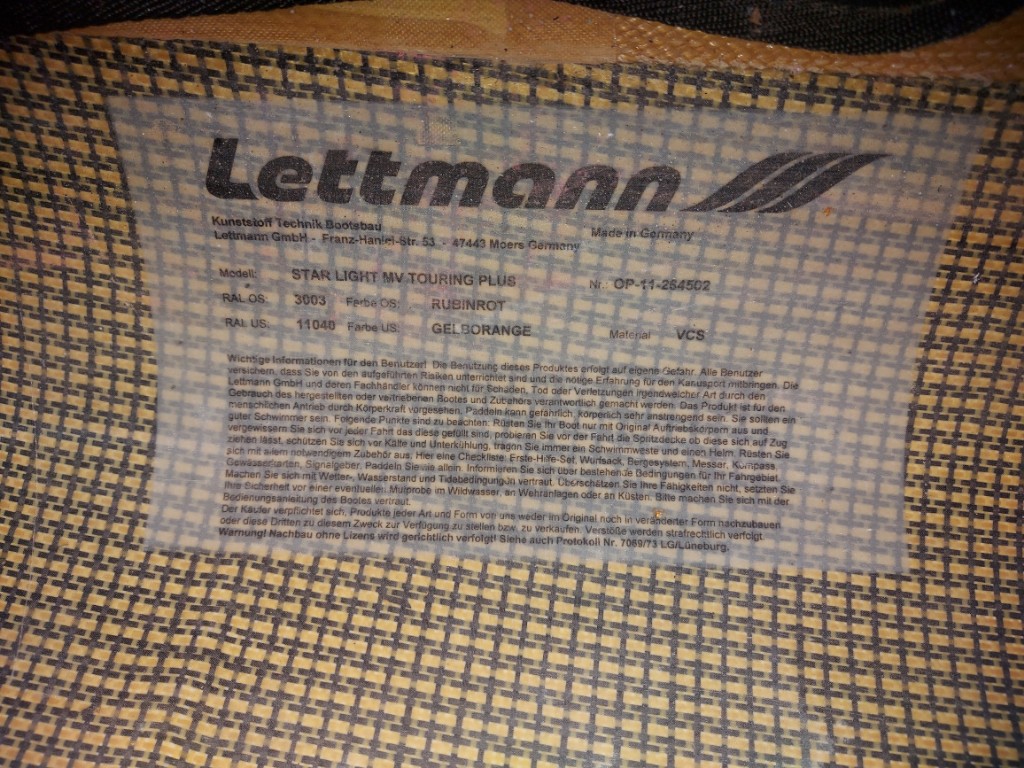 Lettmann
Kunststoff Technik Bootsbau
Lettmann GmbH - Franz-Haniel-Str. 53 - 47443 Moers Germany
Made in Germany
Modell: STAR LIGHT MV TOURING PLUS Nr.: OP-11-264502
RAL OS: 3003 Farbe OS: RUBINROT
RAL US: 11040 Farbe US: GELBORANGE Material VCS
Wichtige Informationen für den Benutzer! Die Benutzung dieses Produktes erfolgt auf eigene Gefahr. Alle Benutzer
versichern, dass Sie von den aufgeführten Risiken unterrichtet sind und die nötige Erfahrung für den Kanusport mitbringen. Die
Lettmann GmbH und deren Fachhändler können nicht für Schäden, Tod oder Verletzungen irgendwelcher Art durch den
Gebrauch des hergestellten oder vertriebenen Bootes und Zubehörs verantwortlich gemacht werden. Das Produkt ist für den
menschlichen Antrieb durch Körperkraft vorgesehen. Paddeln kann gefährlich, körperlich sehr anstrengend sein. Sie sollten ein
guter Schwimmer sein. Folgende Punkte sind zu beachten: Rüsten Sie Ihr Boot nur mit Original Auftriebskörpern aus und
vergewissern Sie sich vor jeder Fahrt das diese gefüllt sind, probieren Sie vor der Fahrt die Spritzdecke ob diese sich auf Zug
ziehen lässt, schützen Sie sich vor Kälte und Unterkühlung, tragen Sie immer ein Schwimmweste und einen Helm. Rüsten Sie
sich mit allem notwendigem Zubehör aus. Hier eine Checkliste: Erste-Hilfe-Set, Wurfsack, Bergesystem, Messer, Kompass,
Gewässerkarten, Signalgeber. Paddeln Sie nie allein. Informieren Sie sich über bestehende Bedingungen für Ihr Fahrgebiet.
Machen Sie sich mit Wetter-, Wasserstand und Tidebedingungen vertraut. Überschätzen Sie Ihre Fähigkeiten nicht, setzten Sie
Ihre Sicherheit vor einer eventuellen Mutprobe im Wildwasser, an Wehranlagen oder an Küsten. Bitte machen Sie sich mit der
Bedienungsanleitung des Bootes vertraut.
Der Käufer verpflichtet sich, Produkte jeder Art und Form von uns weder im Original noch in veränderter Form nachzubauen
oder diese Dritten zu diesem Zweck zur Verfügung zu stellen bzw. zu verkaufen. Verstöße werden strafrechtlich verfolgt.
Warnung! Nachbau ohne Lizens wird gerichtlich verfolgt! Siehe auch Protokoll Nr. 7089/73 LG/Lüneburg.